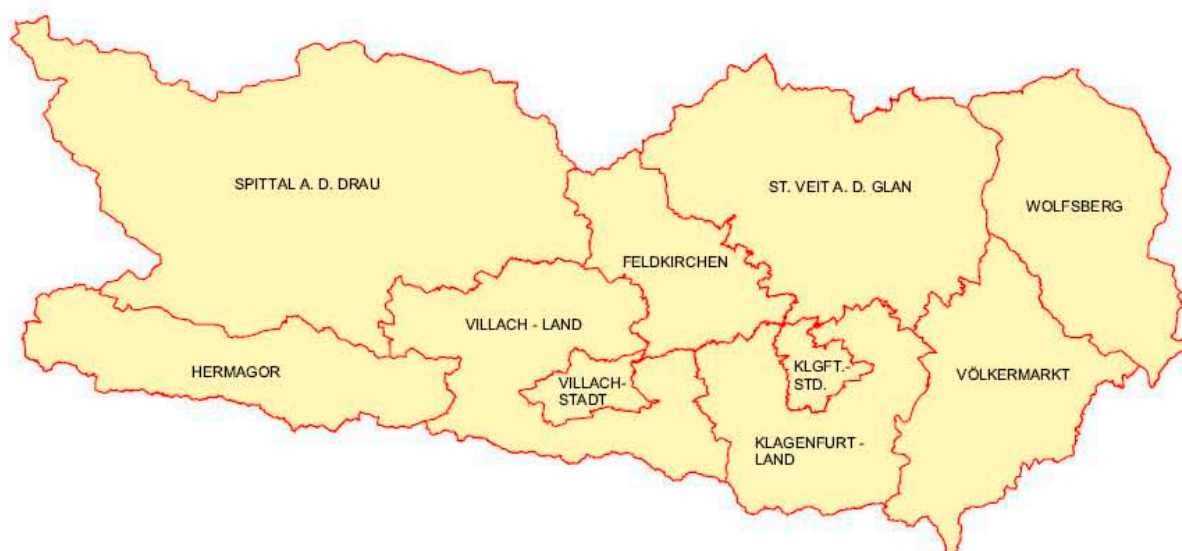 SPITTAL A. D. DRAU
ST. VEIT A. D. GLAN
WOLFSBERG
FELDKIRCHEN
VILLACH - LAND
HERMAGOR
VILLACH-
STADT
KLGFT.-
STD.
VÖLKERMARKT
KLAGENFURT -
LAND